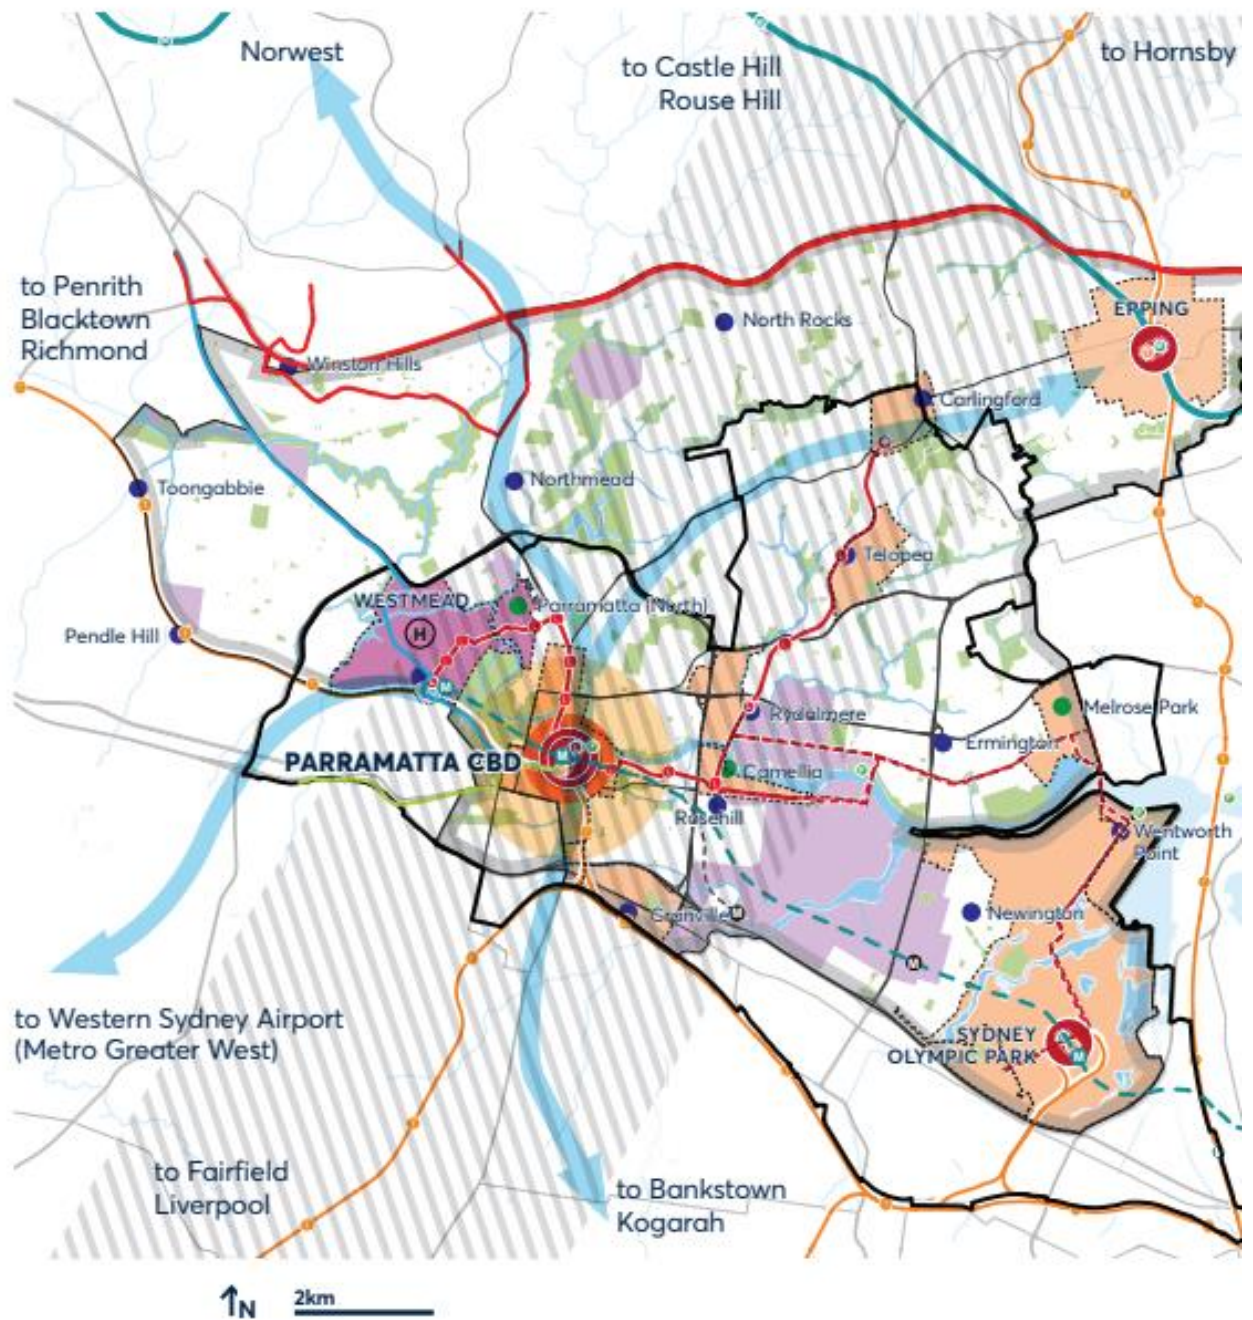 Norwest
to Castle Hill
Rouse Hill
to Hornsby
to Penrith
Blacktown
Richmond
EPPING
North Rocks
Winston Hills
Carlingford
Toongabbie
Northmead
Telopea
WESTMEAD
H
Parramatta (North)
Pendle Hill
M
Rydalmere
Melrose Park
Ermington
PARRAMATTA CBD
M
Camellia
Rosehill
Wentworth
Point
Granville
M
Newington
M
to Western Sydney Airport
(Metro Greater West)
SYDNEY
OLYMPIC PARK
M
to Fairfield
Liverpool
to Bankstown
Kogarah
N
2km